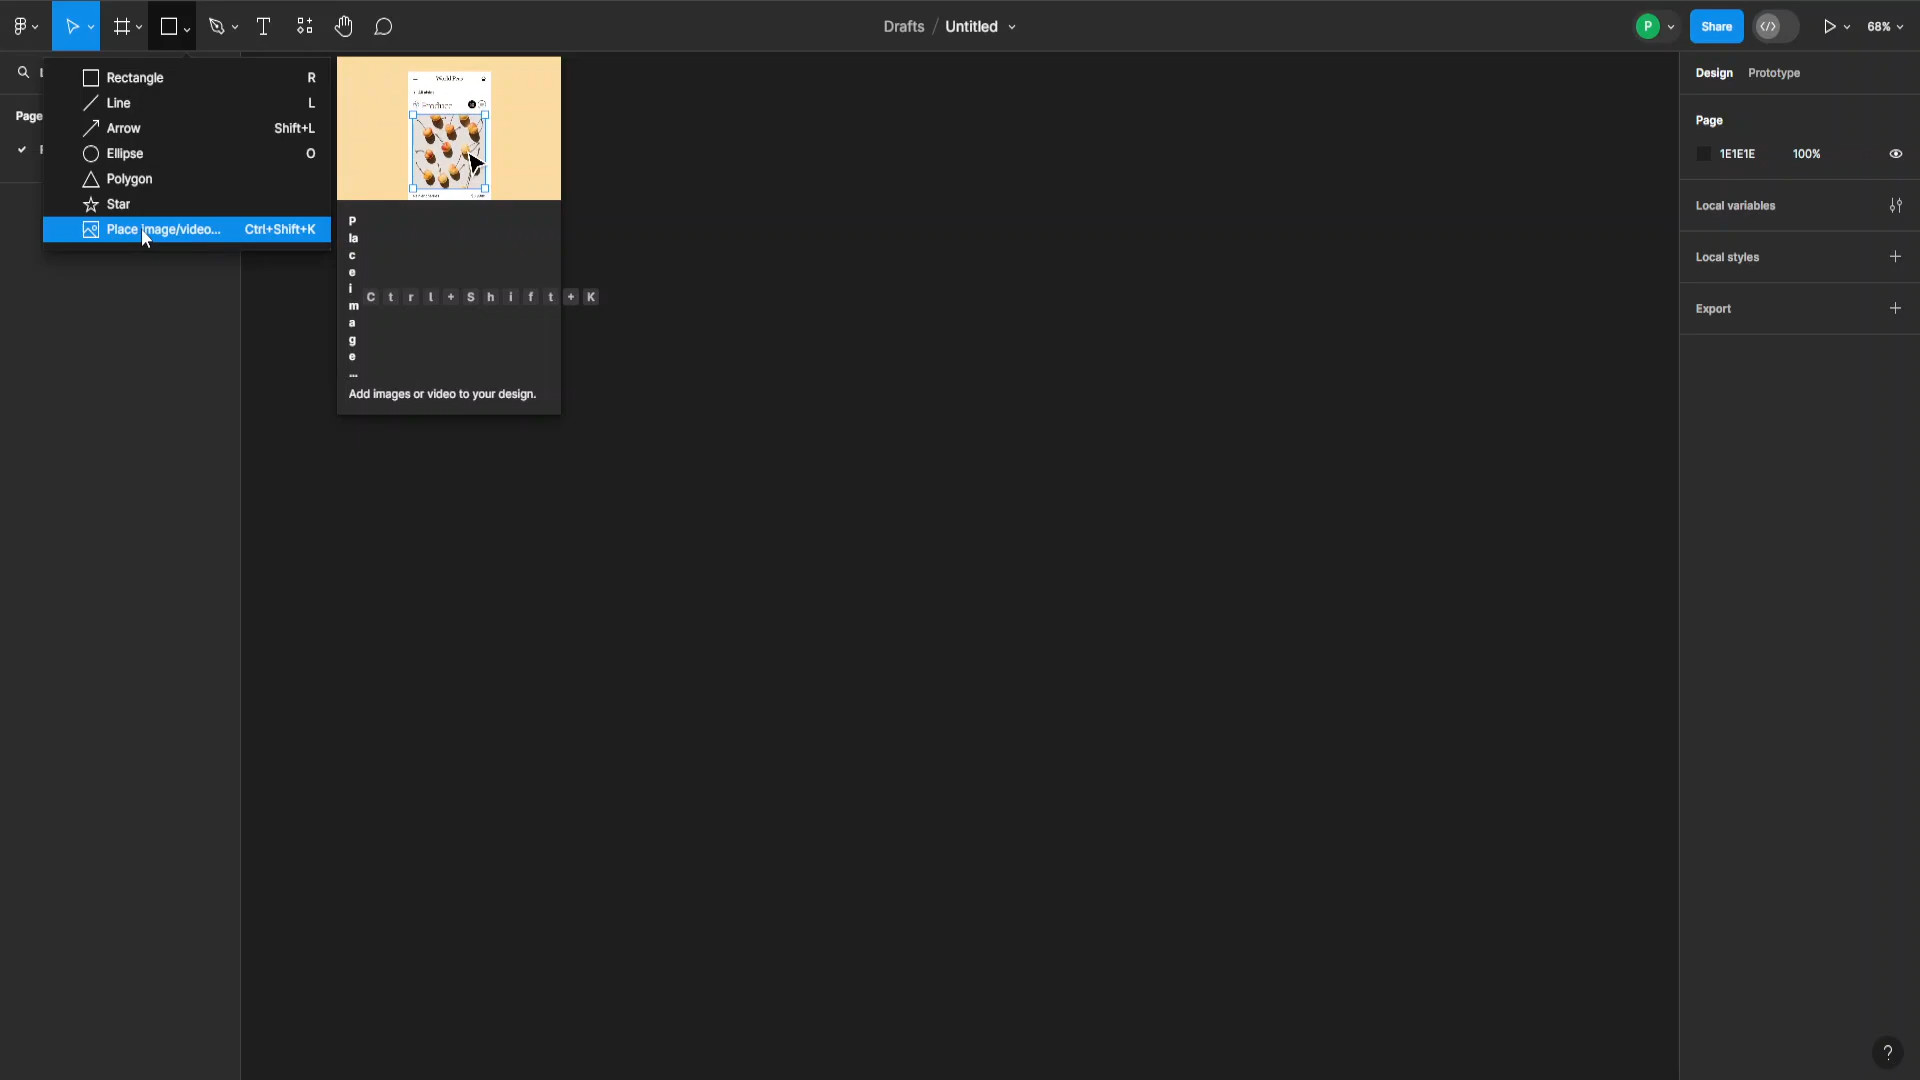 Drafts / Untitled
P
Share
68%
Rectangle R
Line L
Arrow Shift+L
Ellipse O
Polygon
Star
Place image/video... Ctrl+Shift+K
Page
Produce
P
la
c
e
i
m
a
g
e
...
C t r l + S h i f t + K
Add images or video to your design.
Design Prototype
Page
1E1E1E 100%
Local variables
Local styles
Export
?